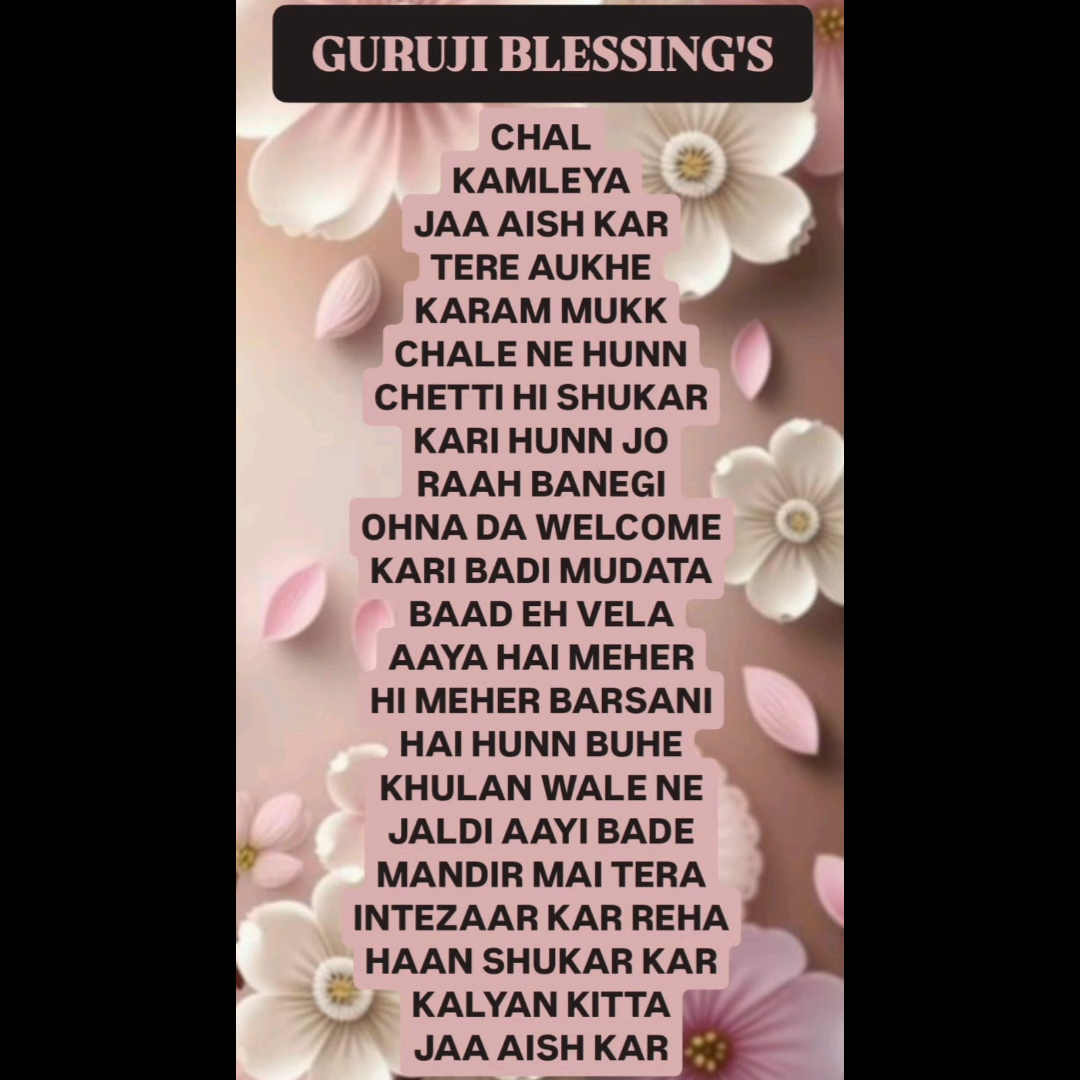 GURUJI BLESSING'S
CHAL
KAMLEYA
JAA AISH KAR
TERE AUKHE
KARAM MUKK
CHALE NE HUNN
CHETTI HI SHUKAR
KARI HUNN JO
RAAH BANEGI
OHNA DA WELCOME
KARI BADI MUDATA
BAAD EH VELA
AAYA HAI MEHER
HI MEHER BARSANI
HAI HUNN BUHE
KHULAN WALE NE
JALDI AAYI BADE
MANDIR MAI TERA
INTEZAAR KAR REHA
HAAN SHUKAR KAR
KALYAN KITTA
JAA AISH KAR